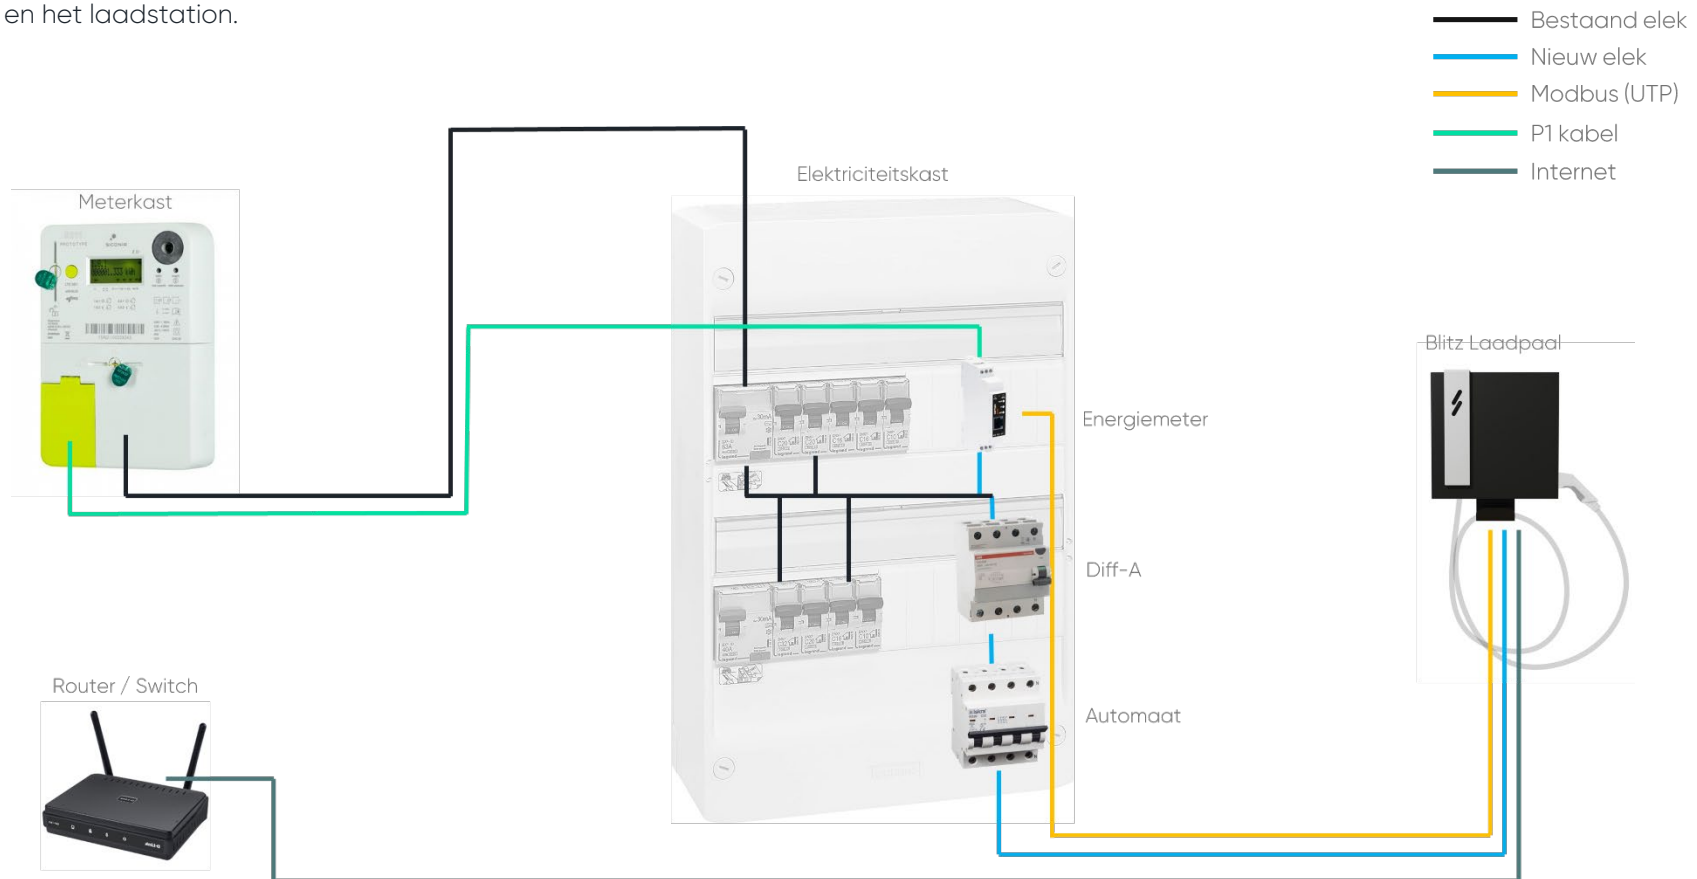 en het laadstation.
Bestaand elek
Nieuw elek
Modbus (UTP)
P1 kabel
Internet
Elektriciteitskast
Meterkast
Blitz Laadpaal
Energiemeter
Diff-A
Router / Switch
Automaat